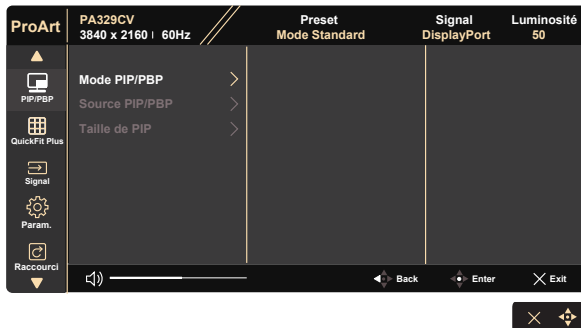 ProArt
PA329CV
3840 x 2160 60Hz
Preset
Mode Standard
Signal
DisplayPort
Luminosité
50
PIP/PBP
QuickFit Plus
Signal
Param.
Raccourci
Mode PIP/PBP
Source PIP/PBP
Taille de PIP
Back
Enter
Exit